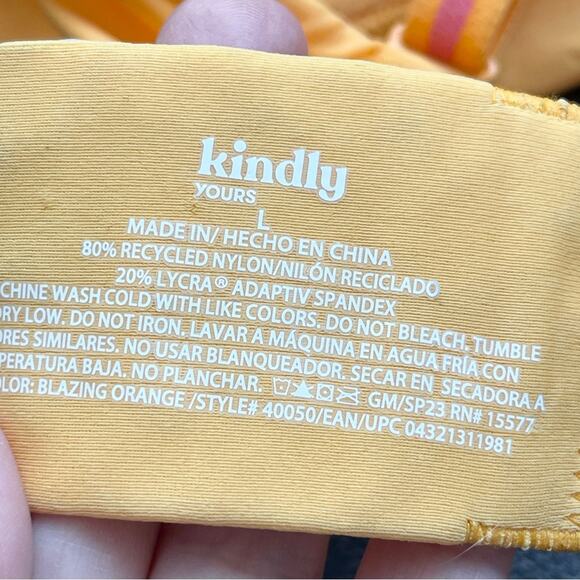 kindly
YOURS
L
MADE IN/ HECHO EN CHINA
80% RECYCLED NYLON/NILÓN RECICLADO
20% LYCRA® ADAPTIV SPANDEX
CHINE WASH COLD WITH LIKE COLORS. DO NOT BLEACH. TUMBLE
DRY LOW. DO NOT IRON. LAVAR A MÁQUINA EN AGUA FRÍA CON
ORES SIMILARES. NO USAR BLANQUEADOR. SECAR EN SECADORA A
PERATURA BAJA. NO PLANCHAR. GM/SP23 RN# 15577
OLOR: BLAZING ORANGE /STYLE# 40050/EAN/UPC 04321311981